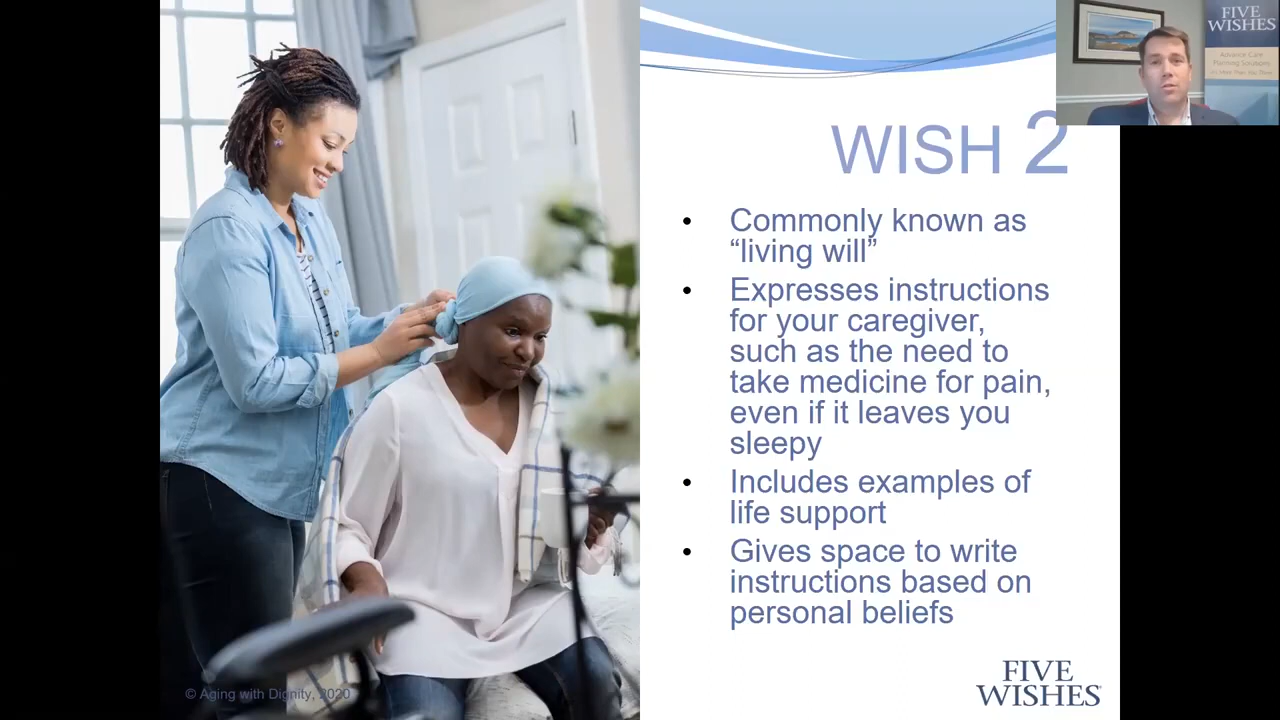 FIVE
WISHES
Advance Care
Planning Solutions
WISH 2
• Commonly known as
“living will”
• Expresses instructions
for your caregiver,
such as the need to
take medicine for pain,
even if it leaves you
sleepy
• Includes examples of
life support
• Gives space to write
instructions based on
personal beliefs
© Aging with Dignity, 2020
FIVE
WISHES®